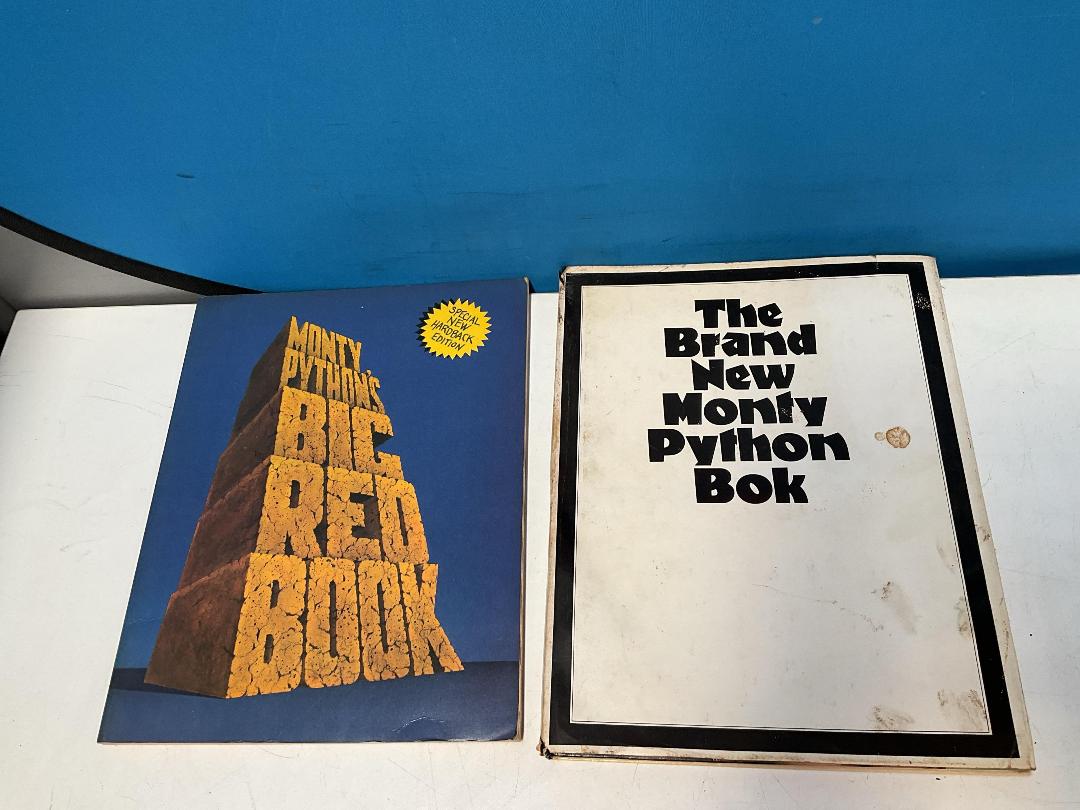 MONTY
PYTHON'S
BIG
RED
BOOK
SPECIAL
NEW
HARDBACK
EDITION
The
Brand
New
Monty
Python
Bok